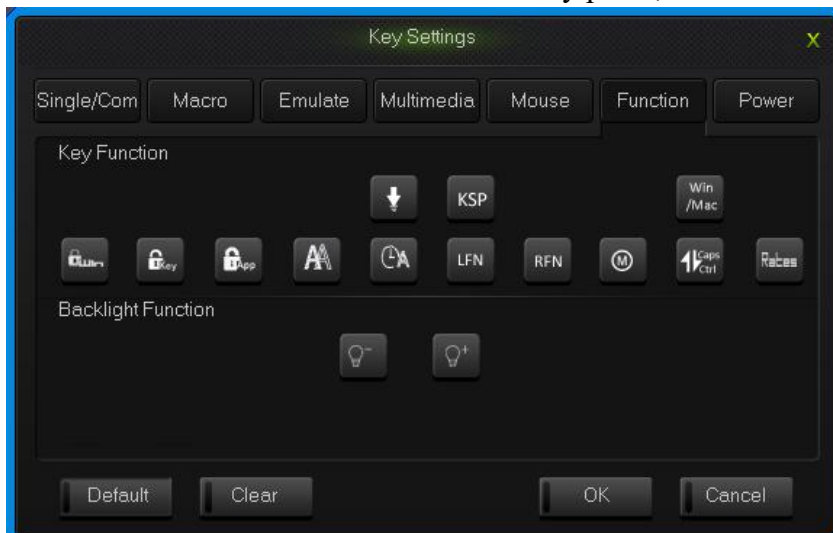 Key Settings
X
Single/Com Macro Emulate Multimedia Mouse Function Power
Key Function
KSP
Win
/Mac
Key App AA A LFN RFN M Caps
Ctrl
Rates
Backlight Function
Default Clear OK Cancel